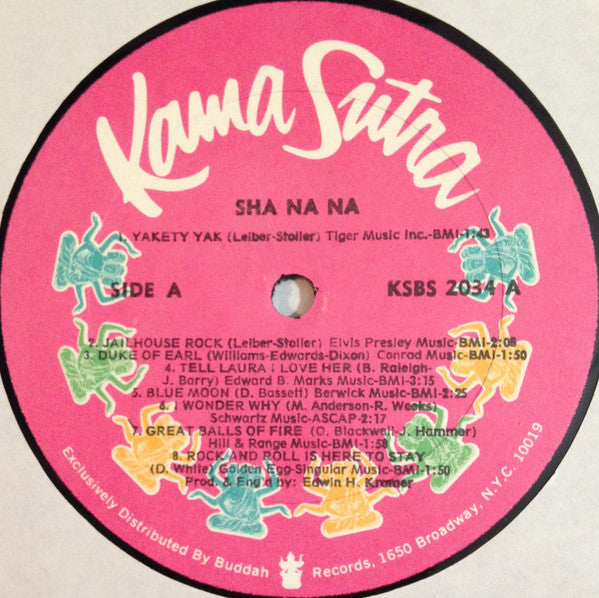 Kama Sutra
SHA NA NA
1. YAKETY YAK (Leiber-Stoller) Tiger Music Inc.-BMI-1:43
SIDE A
KSBS 2034 A
2. JAILHOUSE ROCK (Leiber-Stoller) Elvis Presley Music-BMI-2:08
3. DUKE OF EARL (Williams-Edwards-Dixon) Conrad Music-BMI-1:50
4. TELL LAURA I LOVE HER (B. Raleigh-
J. Barry) Edward B. Marks Music-BMI-3:15
5. BLUE MOON (D. Bassett) Berwick Music-BMI-2:25
6. I WONDER WHY (M. Anderson-R. Weeks)
Schwartz Music-ASCAP-2:17
7. GREAT BALLS OF FIRE (O. Blackwell-J. Hammer)
Hill & Range Music-BMI-1:58
8. ROCK AND ROLL IS HERE TO STAY
(D. White) Golden Egg-Singular Music-BMI-1:50
Prod. & Eng'd by: Edwin H. Kramer
Exclusively Distributed By Buddah Records, 1650 Broadway, N.Y.C. 10019